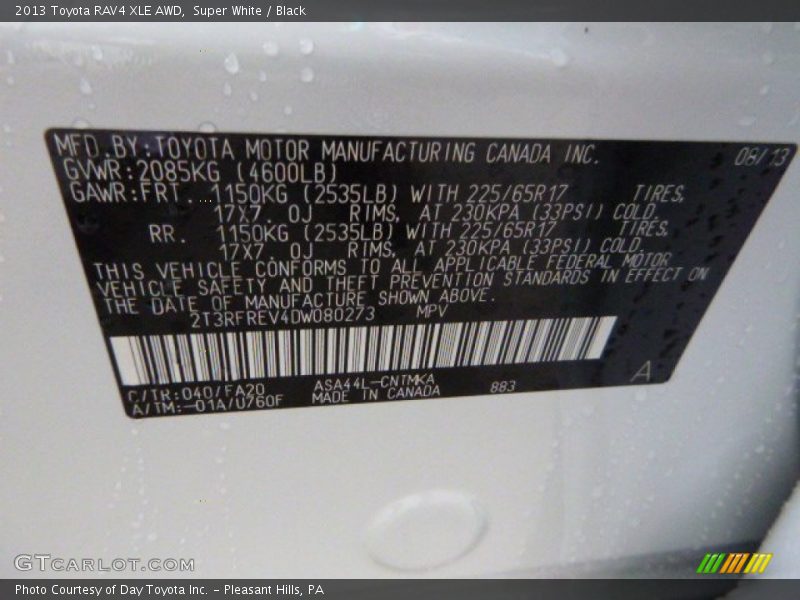 2013 Toyota RAV4 XLE AWD,  Super White / Black
MFD.BY:TOYOTA MOTOR MANUFACTURING CANADA INC. 08/13
GVWR:2085KG (4600LB)
GAWR:FRT. 1150KG (2535LB) WITH 225/65R17 TIRES,
17X7.0J RIMS, AT 230KPA (33PSI) COLD.
RR. 1150KG (2535LB) WITH 225/65R17 TIRES,
17X7.0J RIMS, AT 230KPA (33PSI) COLD.
THIS VEHICLE CONFORMS TO ALL APPLICABLE FEDERAL MOTOR
VEHICLE SAFETY AND THEFT PREVENTION STANDARDS IN EFFECT ON
THE DATE OF MANUFACTURE SHOWN ABOVE.
2T3RFREV4DW080273 MPV
C/TR:040/FA20 ASA44L-CNTMKA 883 A
A/TM:-01A/0760F MADE IN CANADA
GTCARLOT.COM
Photo Courtesy of Day Toyota Inc. – Pleasant Hills, PA